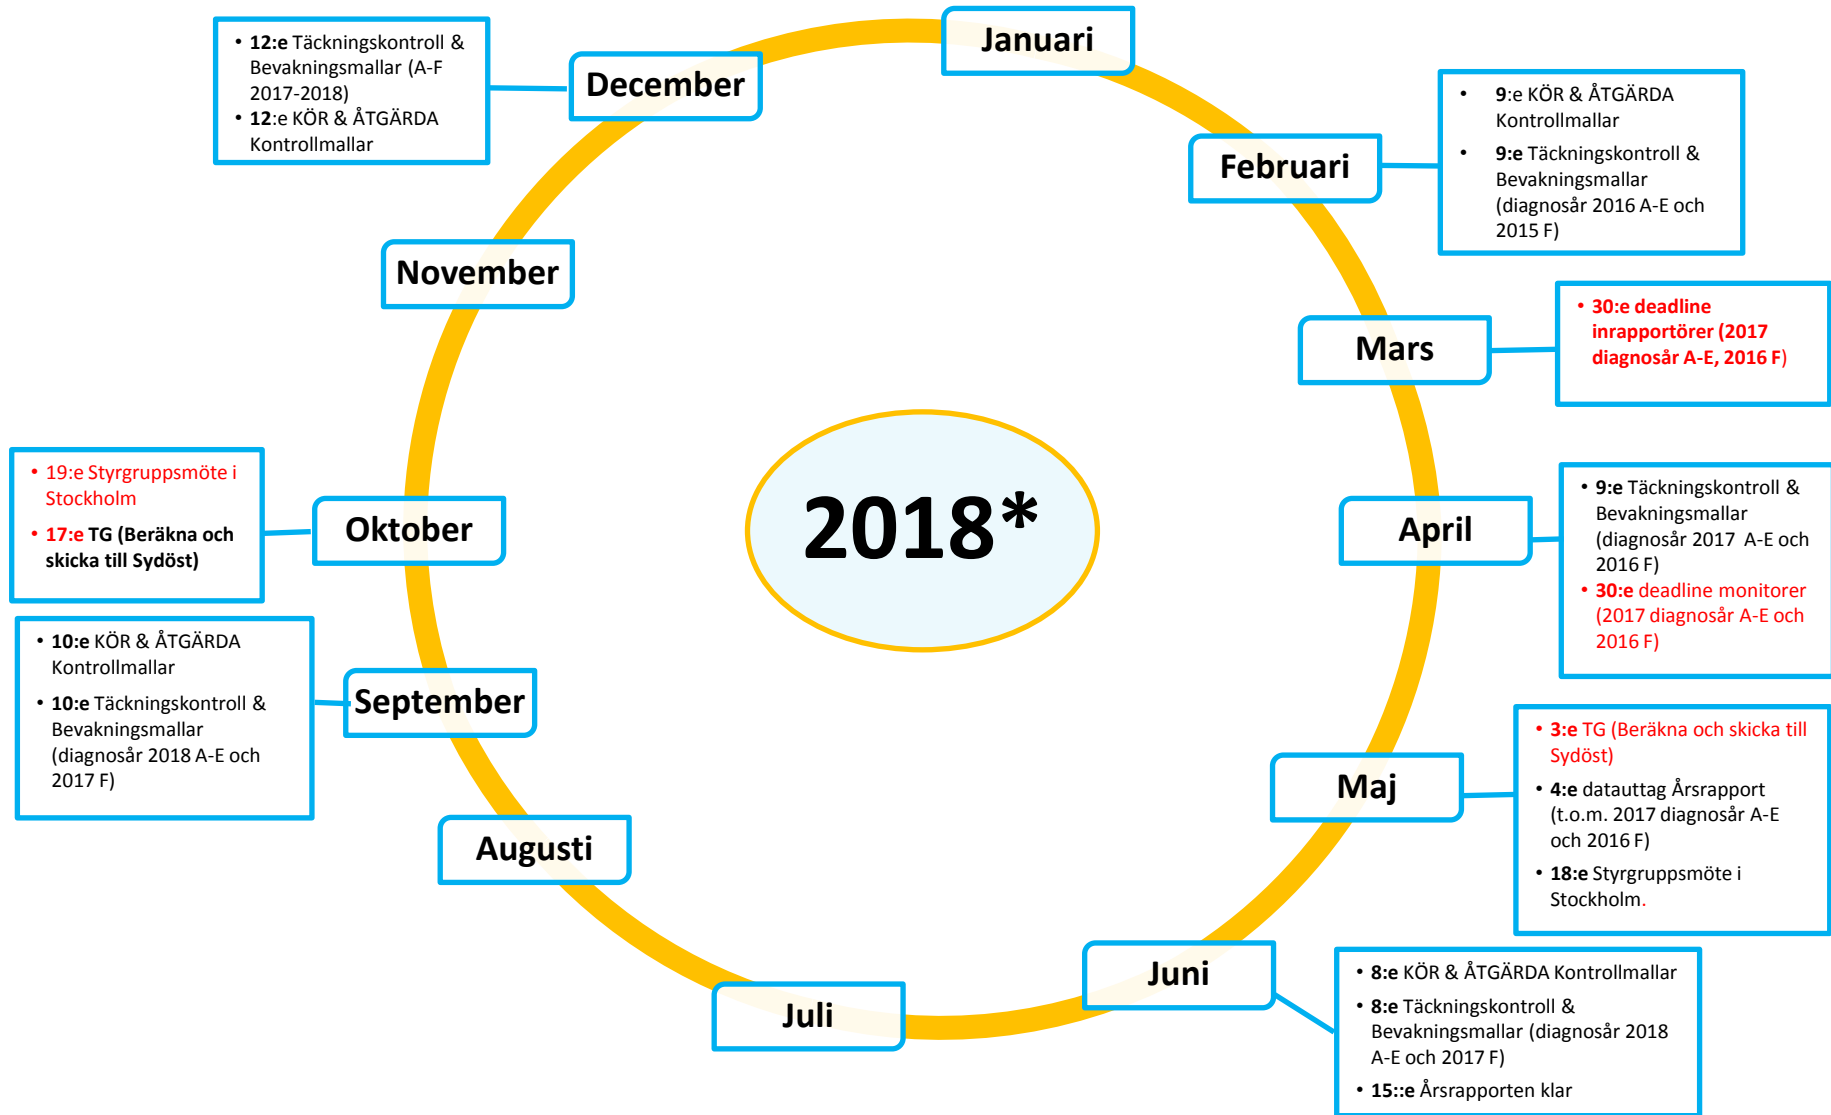 Januari
Februari
• 9:e KÖR & ÅTGÄRDA
Kontrollmallar
• 9:e Täckningskontroll &
Bevakningsmallar
(diagnosår 2016 A-E och
2015 F)
Mars
• 30:e deadline
inrapportörer (2017
diagnosår A-E, 2016 F)
April
• 9:e Täckningskontroll &
Bevakningsmallar
(diagnosår 2017 A-E och
2016 F)
• 30:e deadline monitorer
(2017 diagnosår A-E och
2016 F)
Maj
• 3:e TG (Beräkna och skicka till
Sydöst)
• 4:e datauttag Årsrapport
(t.o.m. 2017 diagnosår A-E
och 2016 F)
• 18:e Styrgruppsmöte i
Stockholm.
Juni
• 8:e KÖR & ÅTGÄRDA Kontrollmallar
• 8:e Täckningskontroll &
Bevakningsmallar (diagnosår 2018
A-E och 2017 F)
• 15::e Årsrapporten klar
Juli
Augusti
September
• 10:e KÖR & ÅTGÄRDA
Kontrollmallar
• 10:e Täckningskontroll &
Bevakningsmallar
(diagnosår 2018 A-E och
2017 F)
Oktober
• 19:e Styrgruppsmöte i
Stockholm
• 17:e TG (Beräkna och
skicka till Sydöst)
November
December
• 12:e Täckningskontroll &
Bevakningsmallar (A-F
2017-2018)
• 12:e KÖR & ÅTGÄRDA
Kontrollmallar
2018*